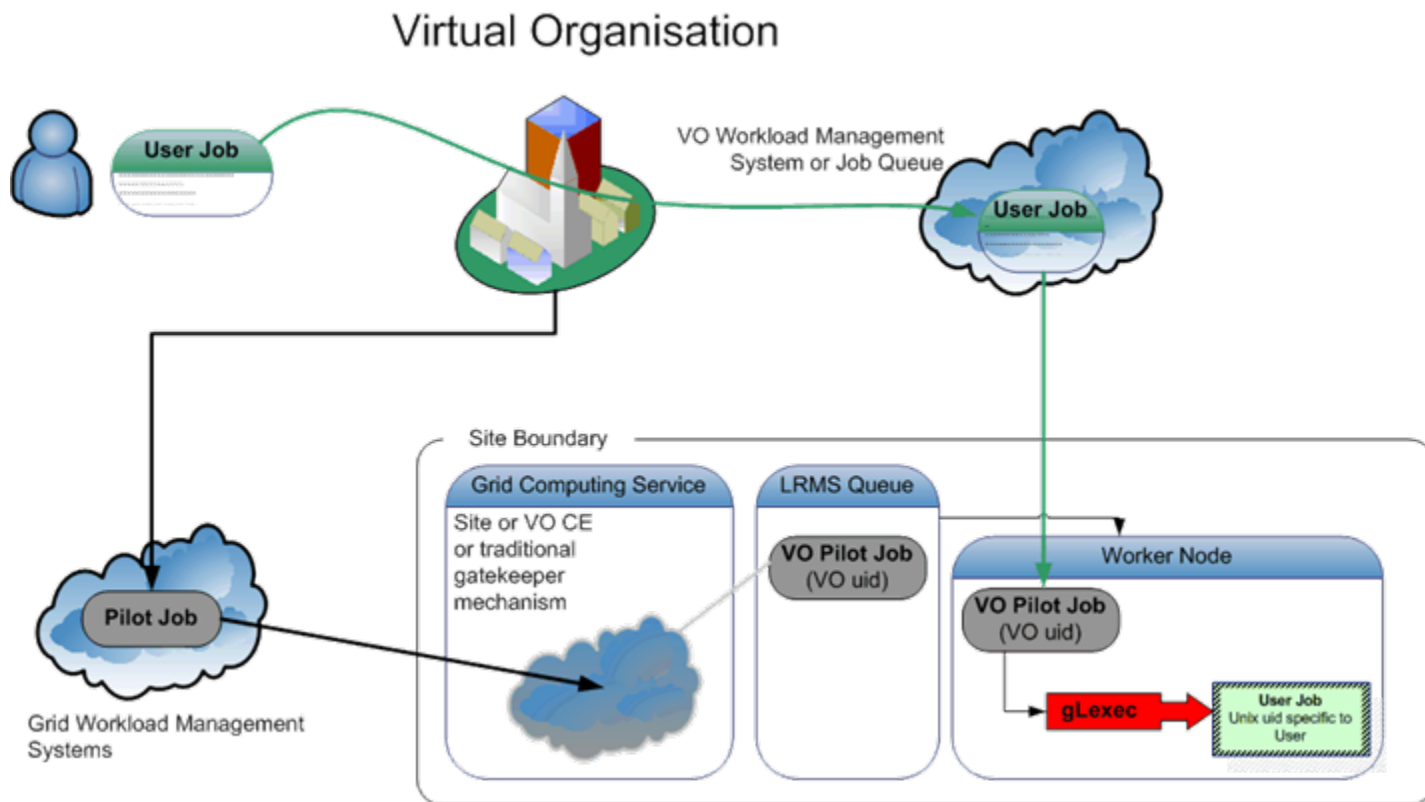 Virtual Organisation
User Job
VO Workload Management
System or Job Queue
User Job
Site Boundary
Grid Computing Service
Site or VO CE
or traditional
gatekeeper
mechanism
LRMS Queue
VO Pilot Job
(VO uid)
Worker Node
VO Pilot Job
(VO uid)
gLexec
User Job
Unix uid specific to
User
Pilot Job
Grid Workload Management
Systems